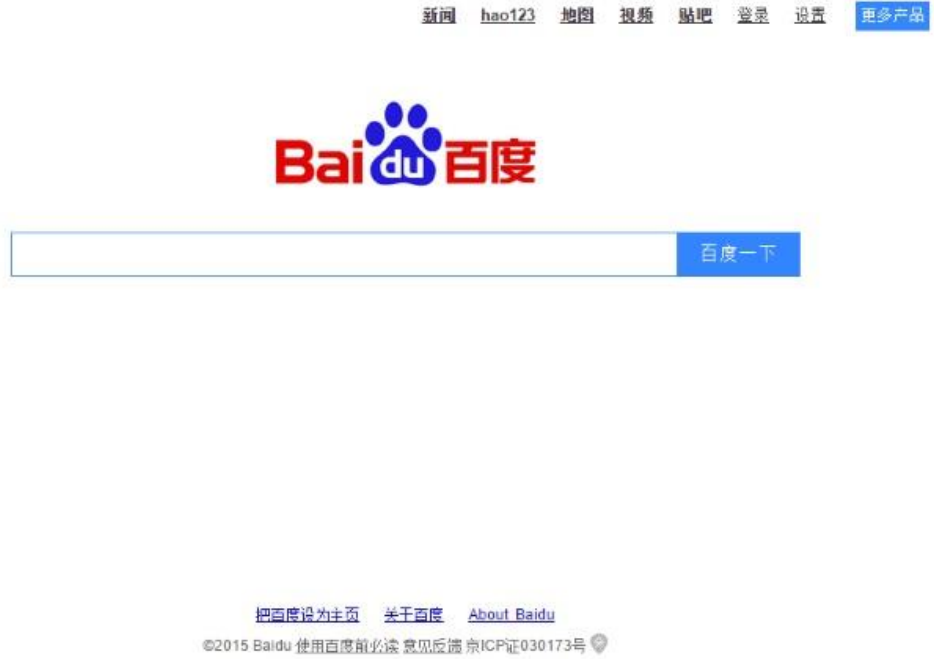 新闻 hao123 地图 视频 贴吧 登录 设置 更多产品
Bai du 百度
百度一下
把百度设为主页 关于百度 About Baidu
©2015 Baidu 使用百度前必读 意见反馈 京ICP证030173号